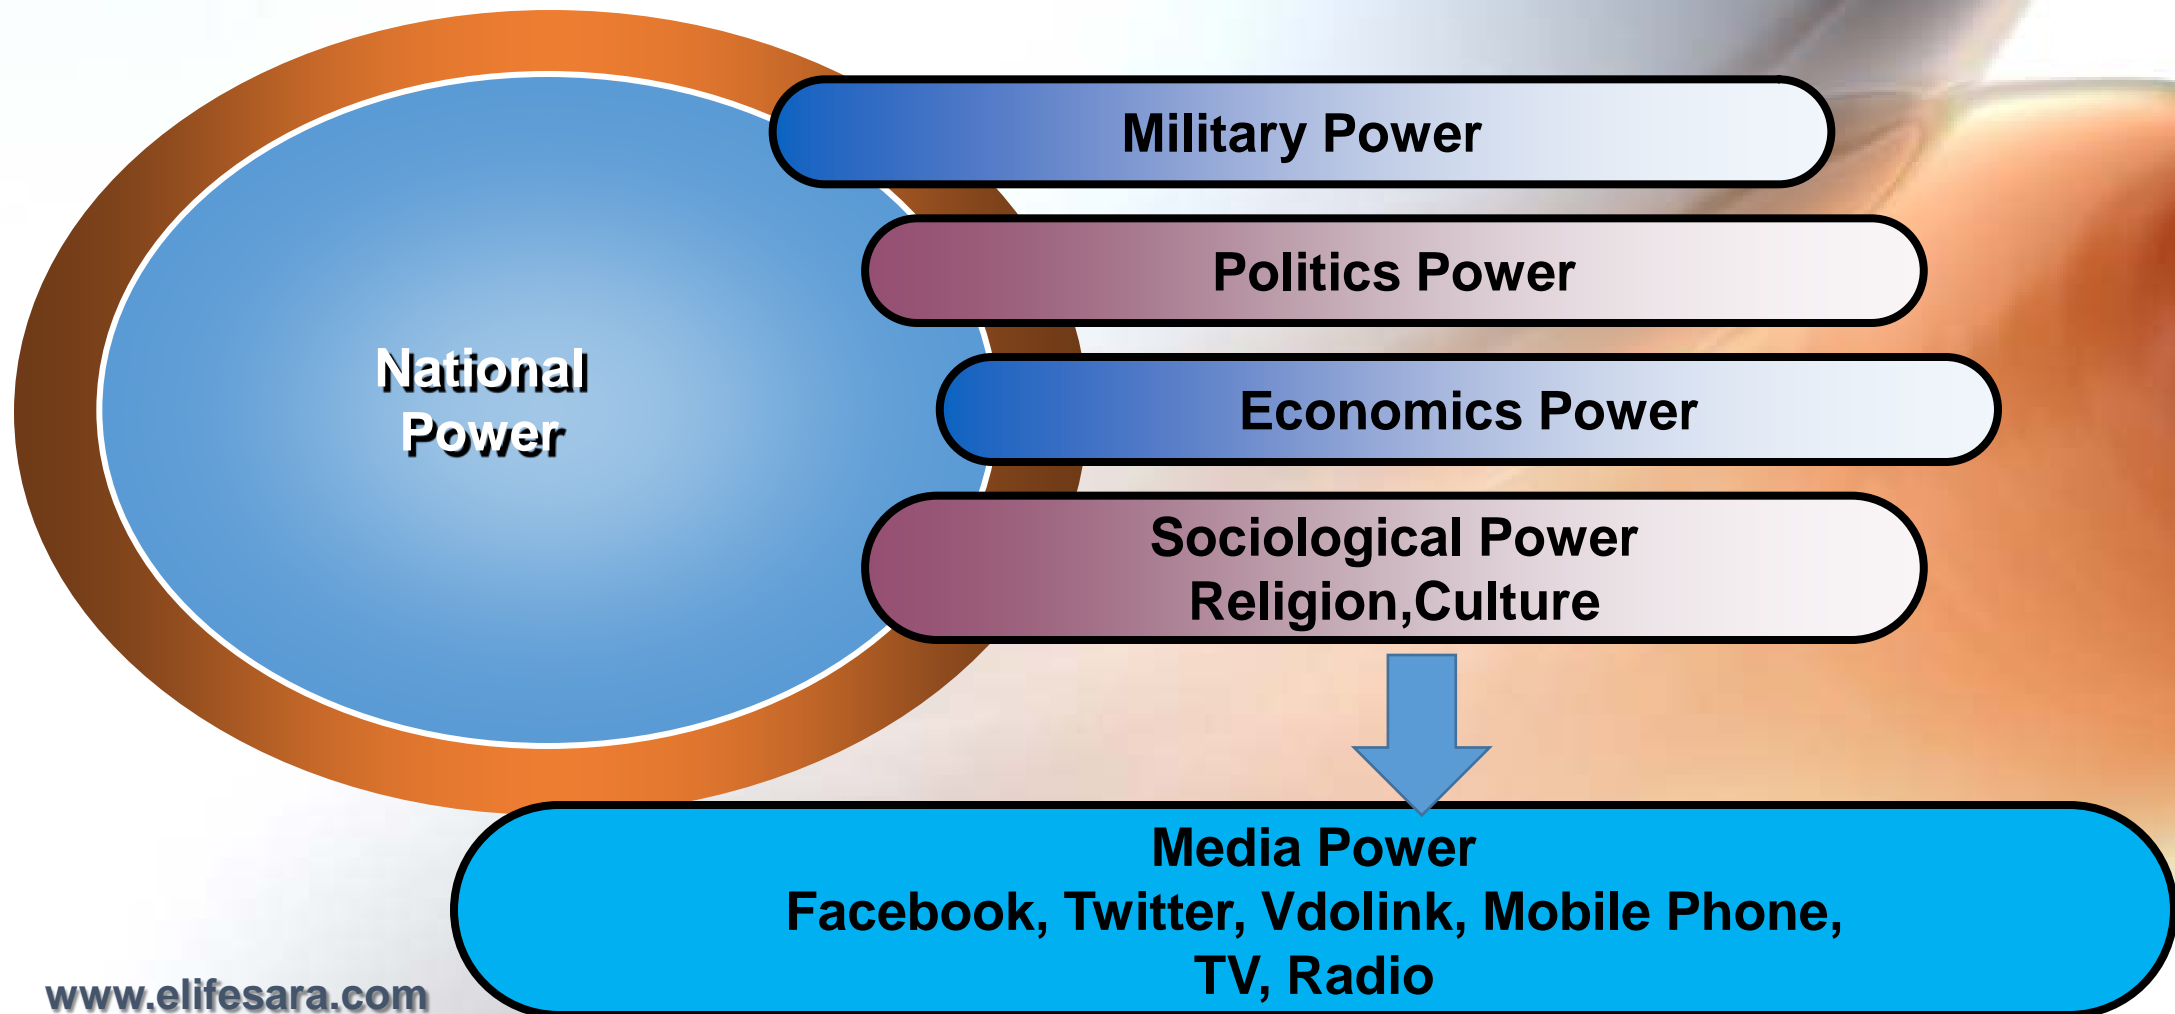 Military Power
Politics Power
National
Power
Economics Power
Sociological Power
Religion,Culture
Media Power
Facebook, Twitter, Vdolink, Mobile Phone,
TV, Radio
www.elifesara.com